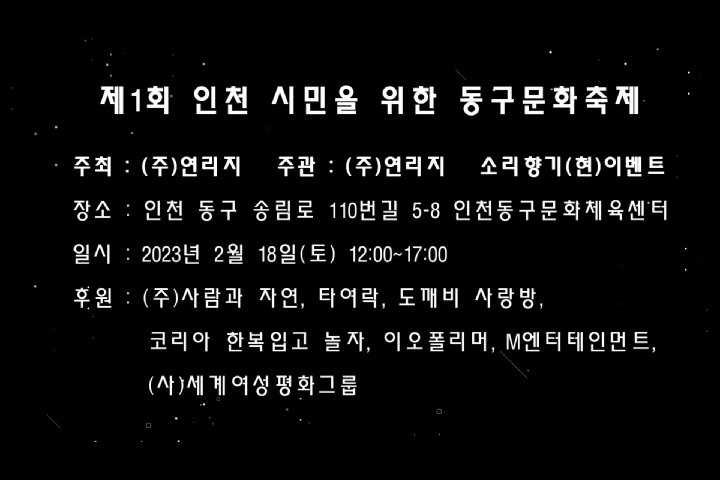 제1회 인천 시민을 위한 동구문화축제
주최 : (주)연리지 주관 : (주)연리지 소리향기(현)이벤트
장소 : 인천 동구 송림로 110번길 5-8 인천동구문화체육센터
일시 : 2023년 2월 18일(토) 12:00~17:00
후원 : (주)사람과 자연, 타여락, 도깨비 사랑방,
코리아 한복입고 놀자, 이오폴리머, M엔터테인먼트,
(사)세계여성평화그룹